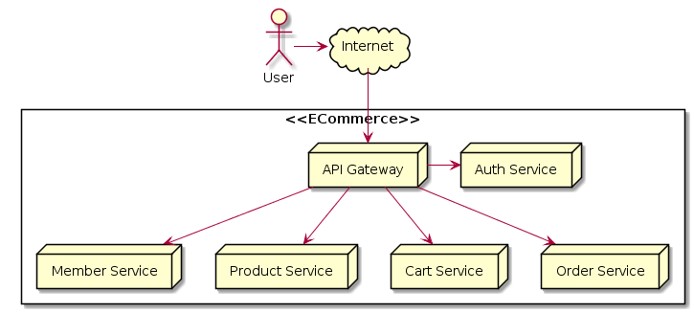 Internet
User
<<ECommerce>>
API Gateway
Auth Service
Member Service
Product Service
Cart Service
Order Service